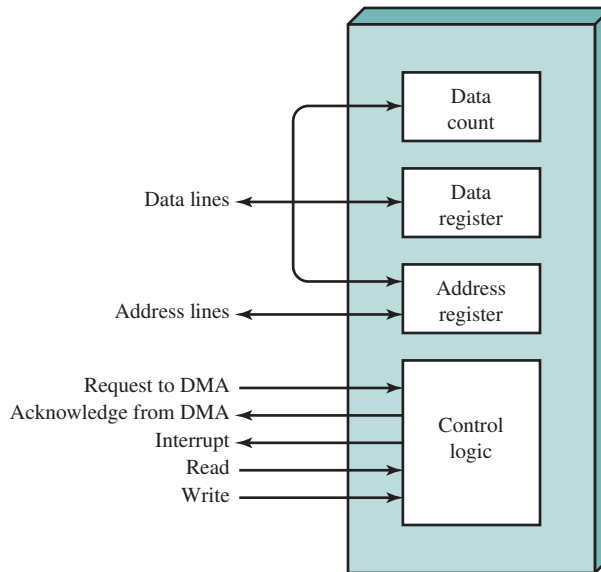 Data
count
Data lines
Data
register
Address
register
Address lines
Request to DMA
Acknowledge from DMA
Interrupt
Read
Write
Control
logic